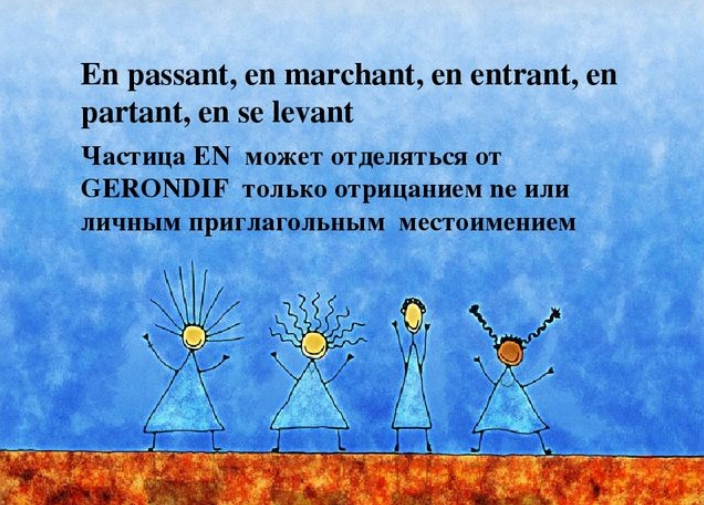 En passant, en marchant, en entrant, en
partant, en se levant
Частица EN может отделяться от
GERONDIF только отрицанием ne или
личным приглагольным местоимением